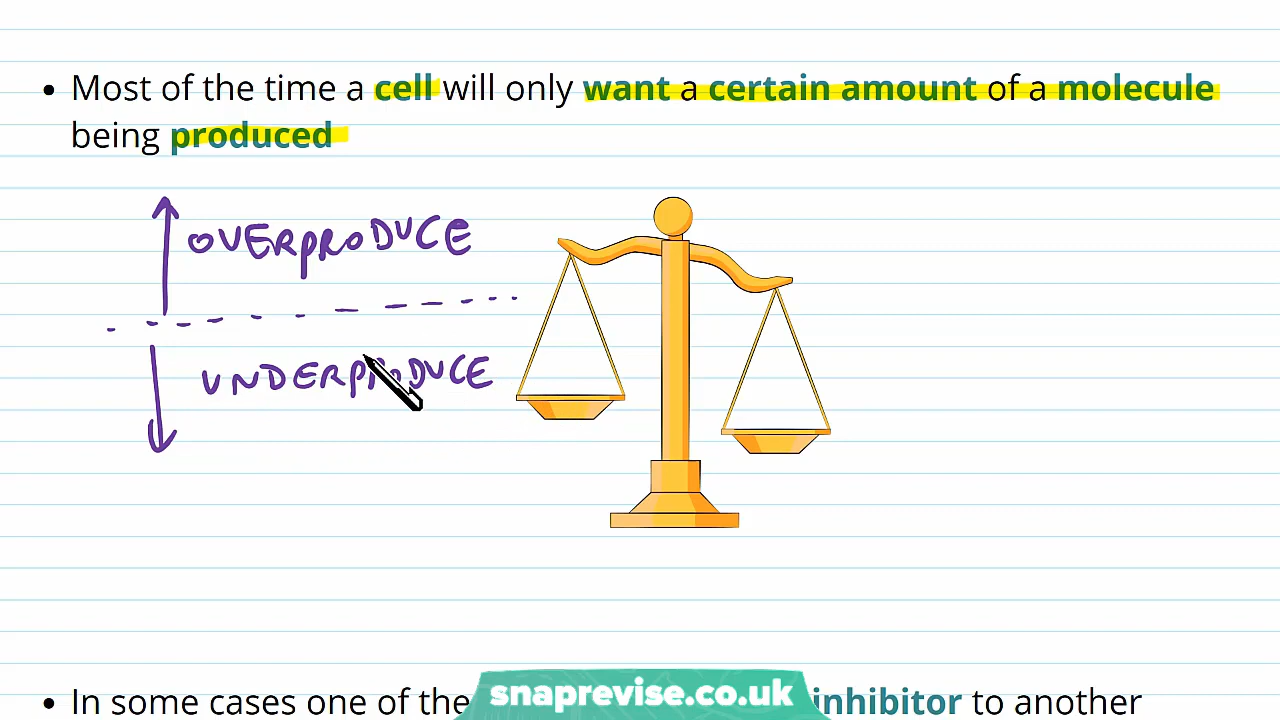 • Most of the time a cell will only want a certain amount of a molecule
being produced
OVERPRODUCE
UNDERPRODUCE
• In some cases one of the inhibitor to another
snaprevise.co.uk